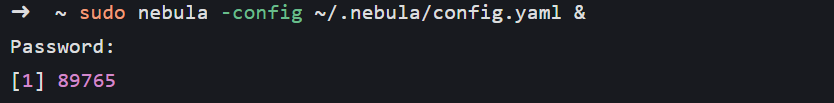 ➜  ~ sudo nebula -config ~/.nebula/config.yaml &
Password:
[1] 89765